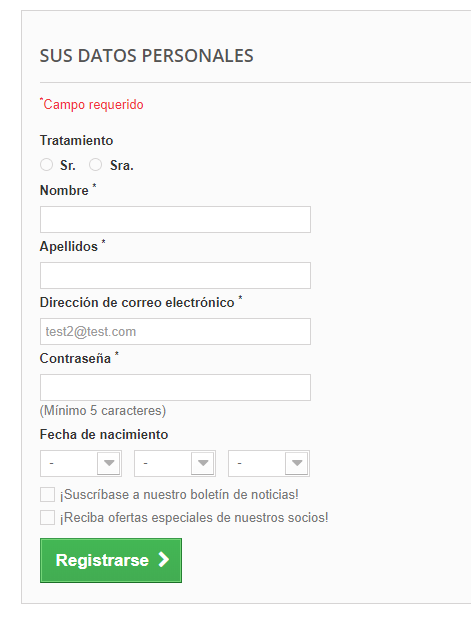 SUS DATOS PERSONALES
*Campo requerido
Tratamiento
Sr. Sra.
Nombre *
Apellidos *
Dirección de correo electrónico *
test2@test.com
Contraseña *
(Mínimo 5 caracteres)
Fecha de nacimiento
- - -
¡Suscríbase a nuestro boletín de noticias!
¡Reciba ofertas especiales de nuestros socios!
Registrarse